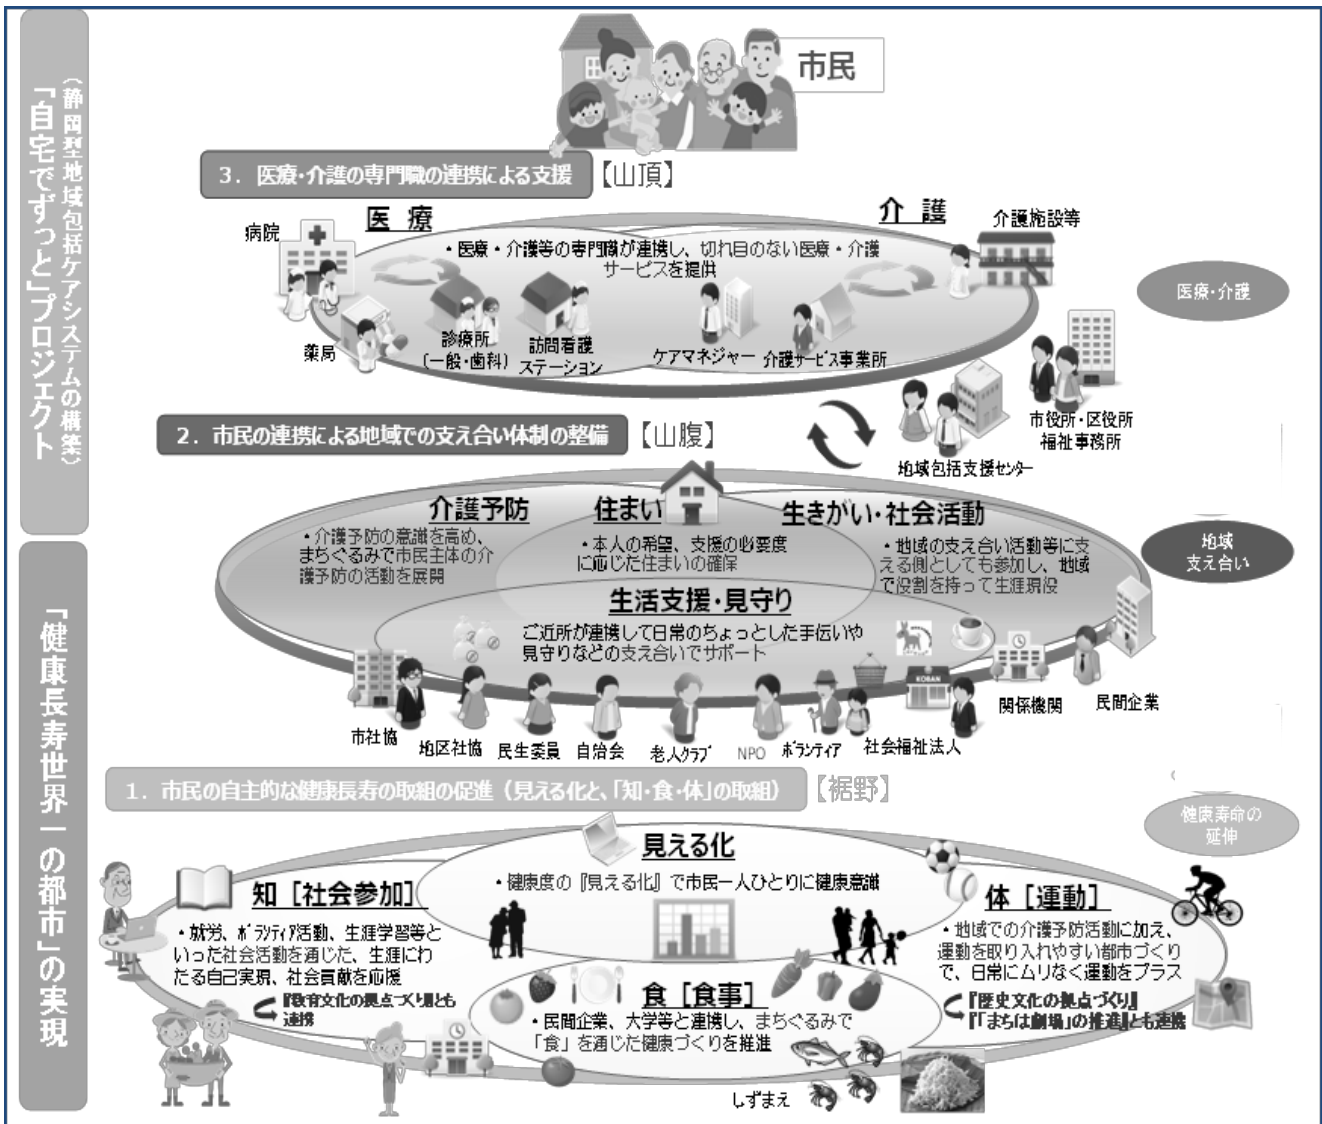 (静岡型地域包括ケアシステムの構築)
「自宅でずっと」プロジェクト
「健康長寿世界一の都市」の実現
市民
3. 医療・介護の専門職の連携による支援
【山頂】
医 療
介 護
病院
介護施設等
・医療・介護等の専門職が連携し、切れ目のない医療・介護
サービスを提供
医療・介護
薬局
診療所
(一般・歯科)
訪問看護
ステーション
ケアマネジャー
介護サービス事業所
市役所・区役所
福祉事務所
地域包括支援センター
2. 市民の連携による地域での支え合い体制の整備
【山腹】
介護予防
・介護予防の意識を高め、
まちぐるみで市民主体の介
護予防の活動を展開
住まい
・本人の希望、支援の必要度
に応じた住まいの確保
生きがい・社会活動
・地域の支え合い活動等に支
える側としても参加し、地域
で役割を持って生涯現役
地域
支え合い
生活支援・見守り
ご近所が連携して日常のちょっとした手伝いや
見守りなどの支え合いでサポート
KOBAN
市社協
地区社協
民生委員
自治会
老人クラブ
NPO
ボランティア
社会福祉法人
関係機関
民間企業
1. 市民の自主的な健康長寿の取組の促進(見える化と、「知・食・体」の取組)
【裾野】
健康寿命の
延伸
見える化
・健康度の『見える化』で市民一人ひとりに健康意識
知 [社会参加]
・就労、ボランティア活動、生涯学習等と
いった社会活動を通じた、生涯にわ
たる自己実現、社会貢献を応援
『教育文化の拠点づくり』とも
連携
体 [運動]
・地域での介護予防活動に加え、
運動を取り入れやすい都市づくり
で、日常にムリなく運動をプラス
『歴史文化の拠点づくり』
『「まちは劇場」の推進』とも連携
食 [食事]
・民間企業、大学等と連携し、まちぐるみで
「食」を通じた健康づくりを推進
しずまえ